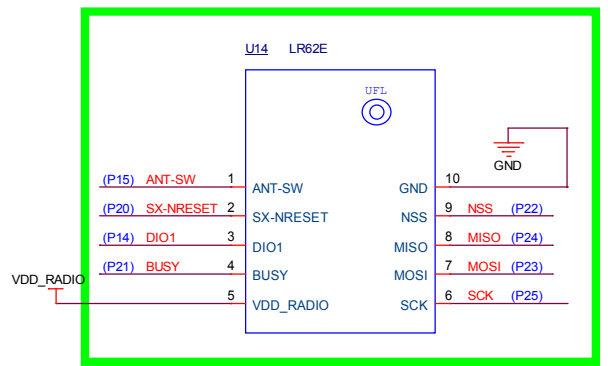 U14 LR62E
UFL
GND
(P15) ANT-SW 1 ANT-SW GND 10
(P20) SX-NRESET 2 SX-NRESET NSS 9 NSS (P22)
(P14) DIO1 3 DIO1 MISO 8 MISO (P24)
(P21) BUSY 4 BUSY MOSI 7 MOSI (P23)
VDD_RADIO 5 VDD_RADIO SCK 6 SCK (P25)